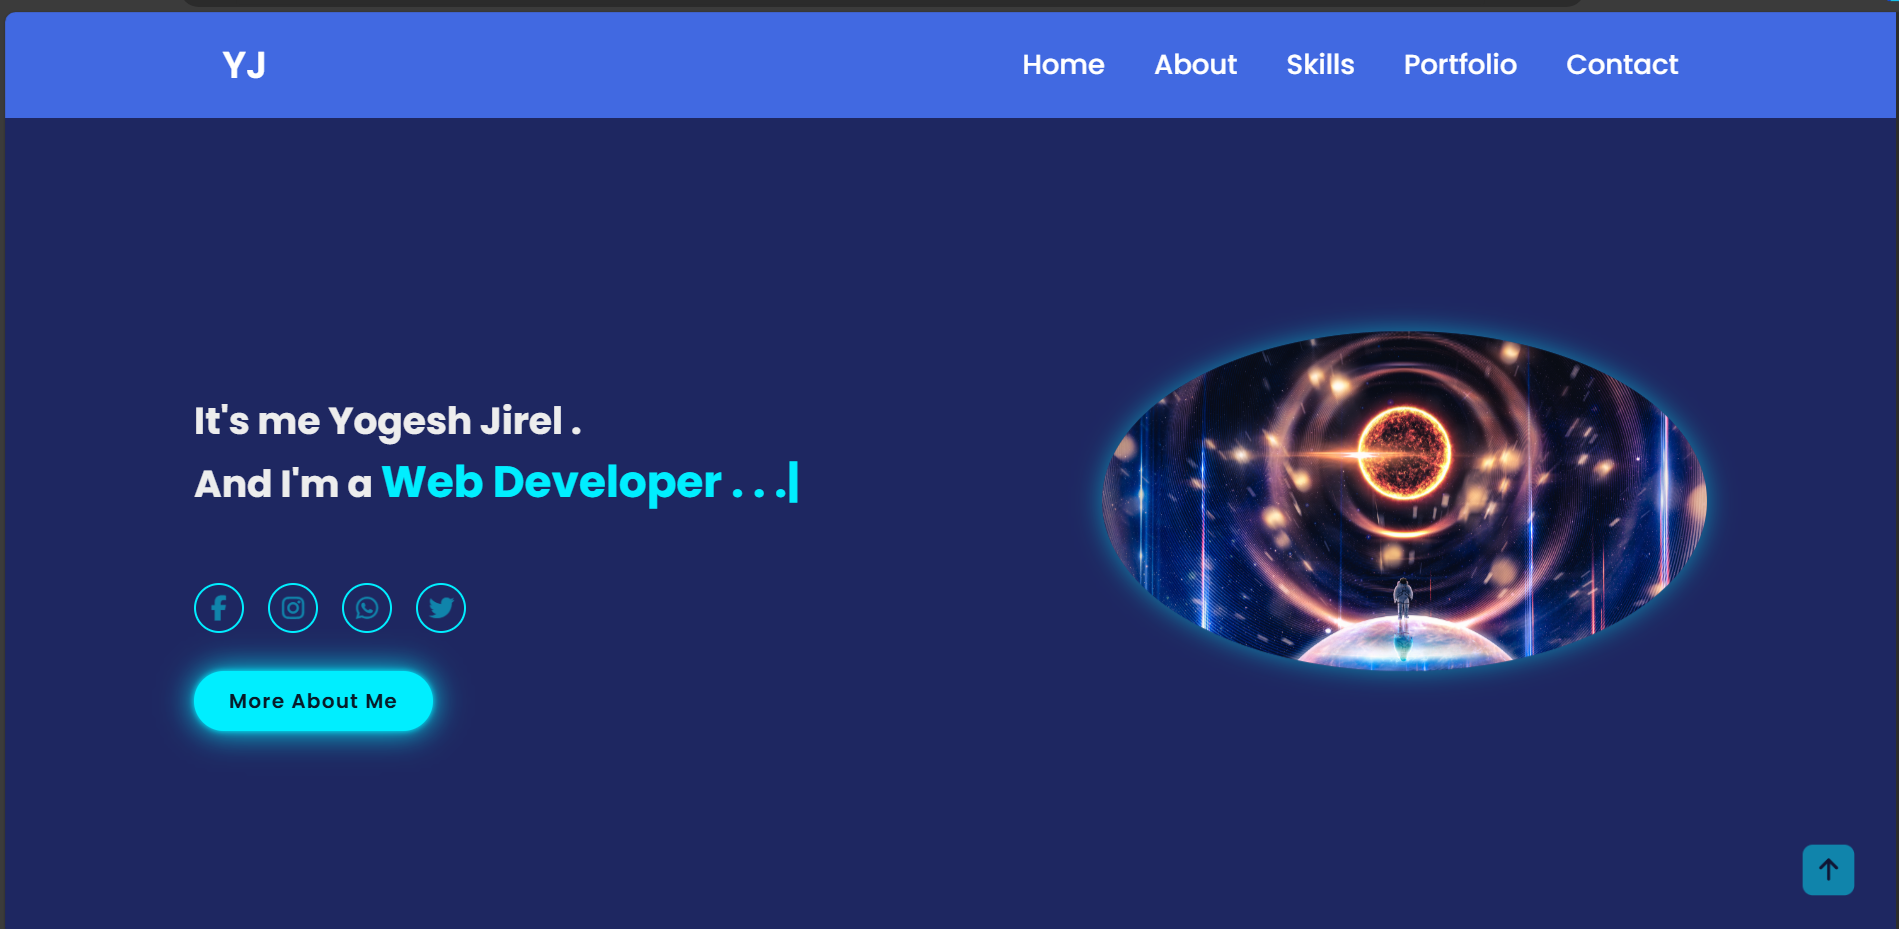 YJ
Home About Skills Portfolio Contact
It's me Yogesh Jirel .
And I'm a Web Developer . . .|
More About Me